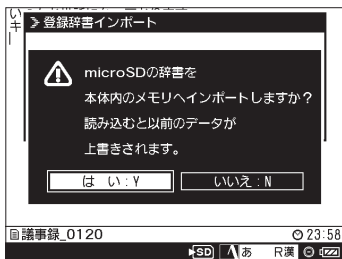 登録辞書インポート
microSDの辞書を
本体内のメモリへインポートしますか?
読み込むと以前のデータが
上書きされます。
は い:Y
いいえ:N
議事録_0120
23:58
SD
あ
R漢